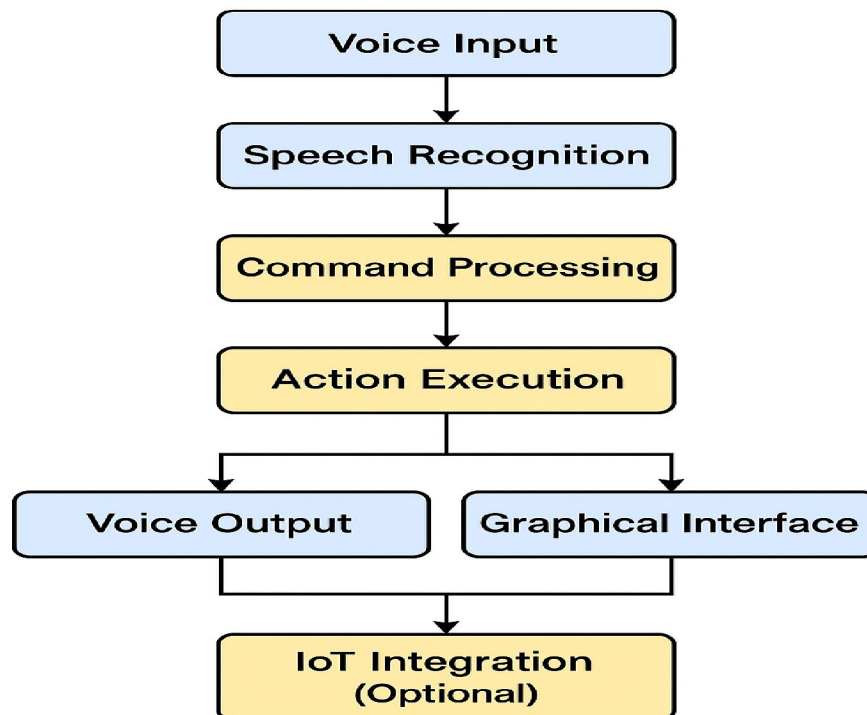 Voice Input
Speech Recognition
Command Processing
Action Execution
Voice Output
Graphical Interface
IoT Integration
(Optional)